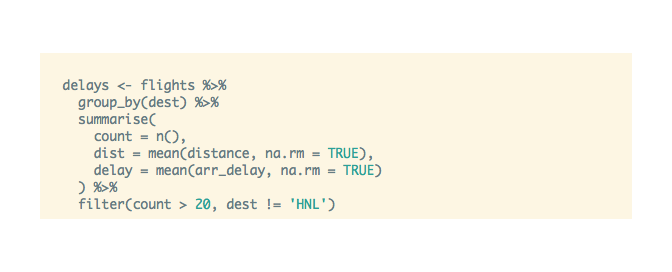 delays <- flights %>%
  group_by(dest) %>%
  summarise(
    count = n(),
    dist = mean(distance, na.rm = TRUE),
    delay = mean(arr_delay, na.rm = TRUE)
  ) %>%
  filter(count > 20, dest != 'HNL')